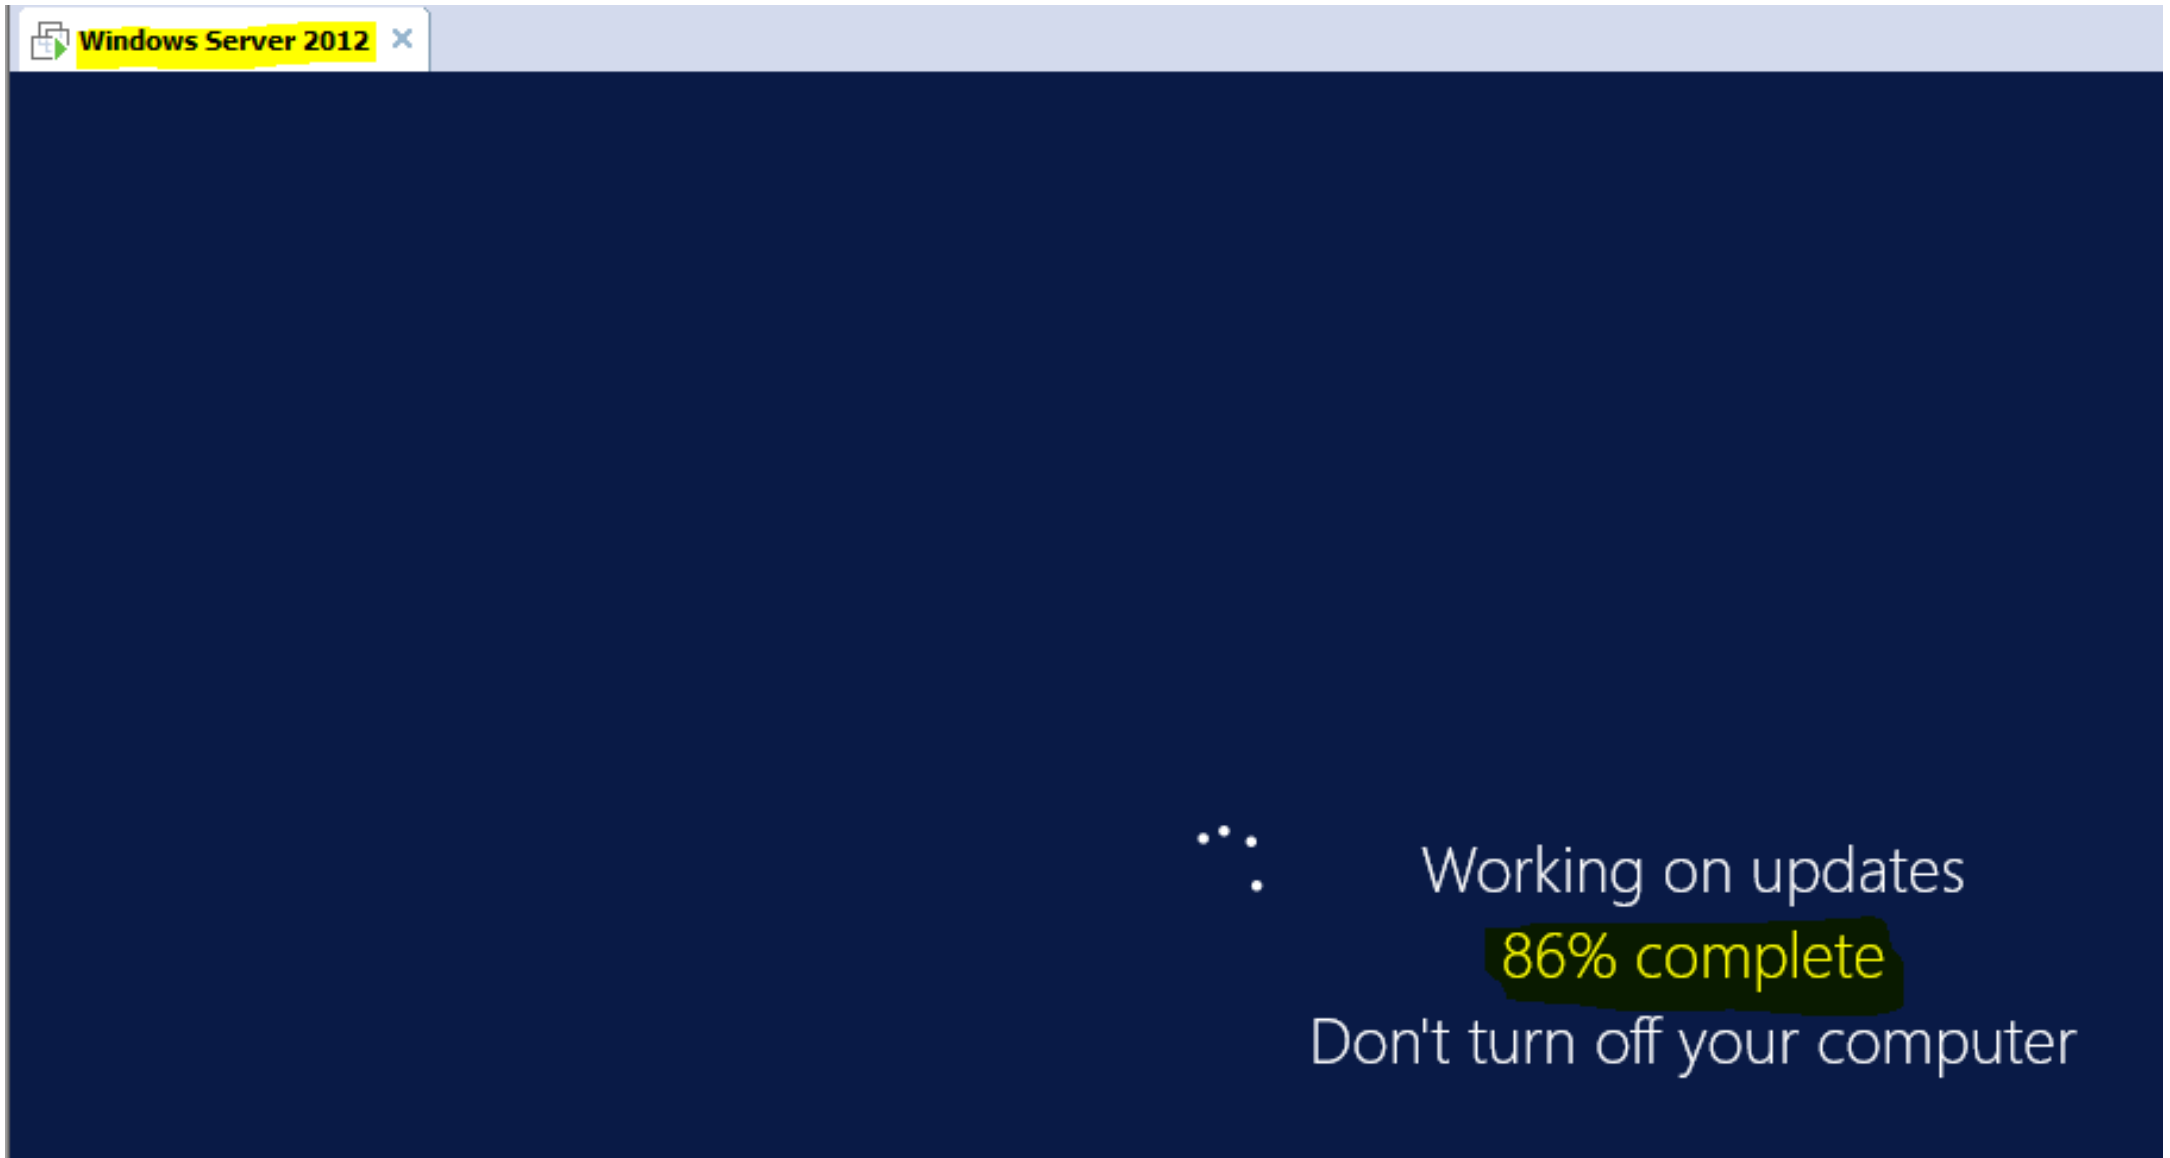 Windows Server 2012
Working on updates
86% complete
Don't turn off your computer